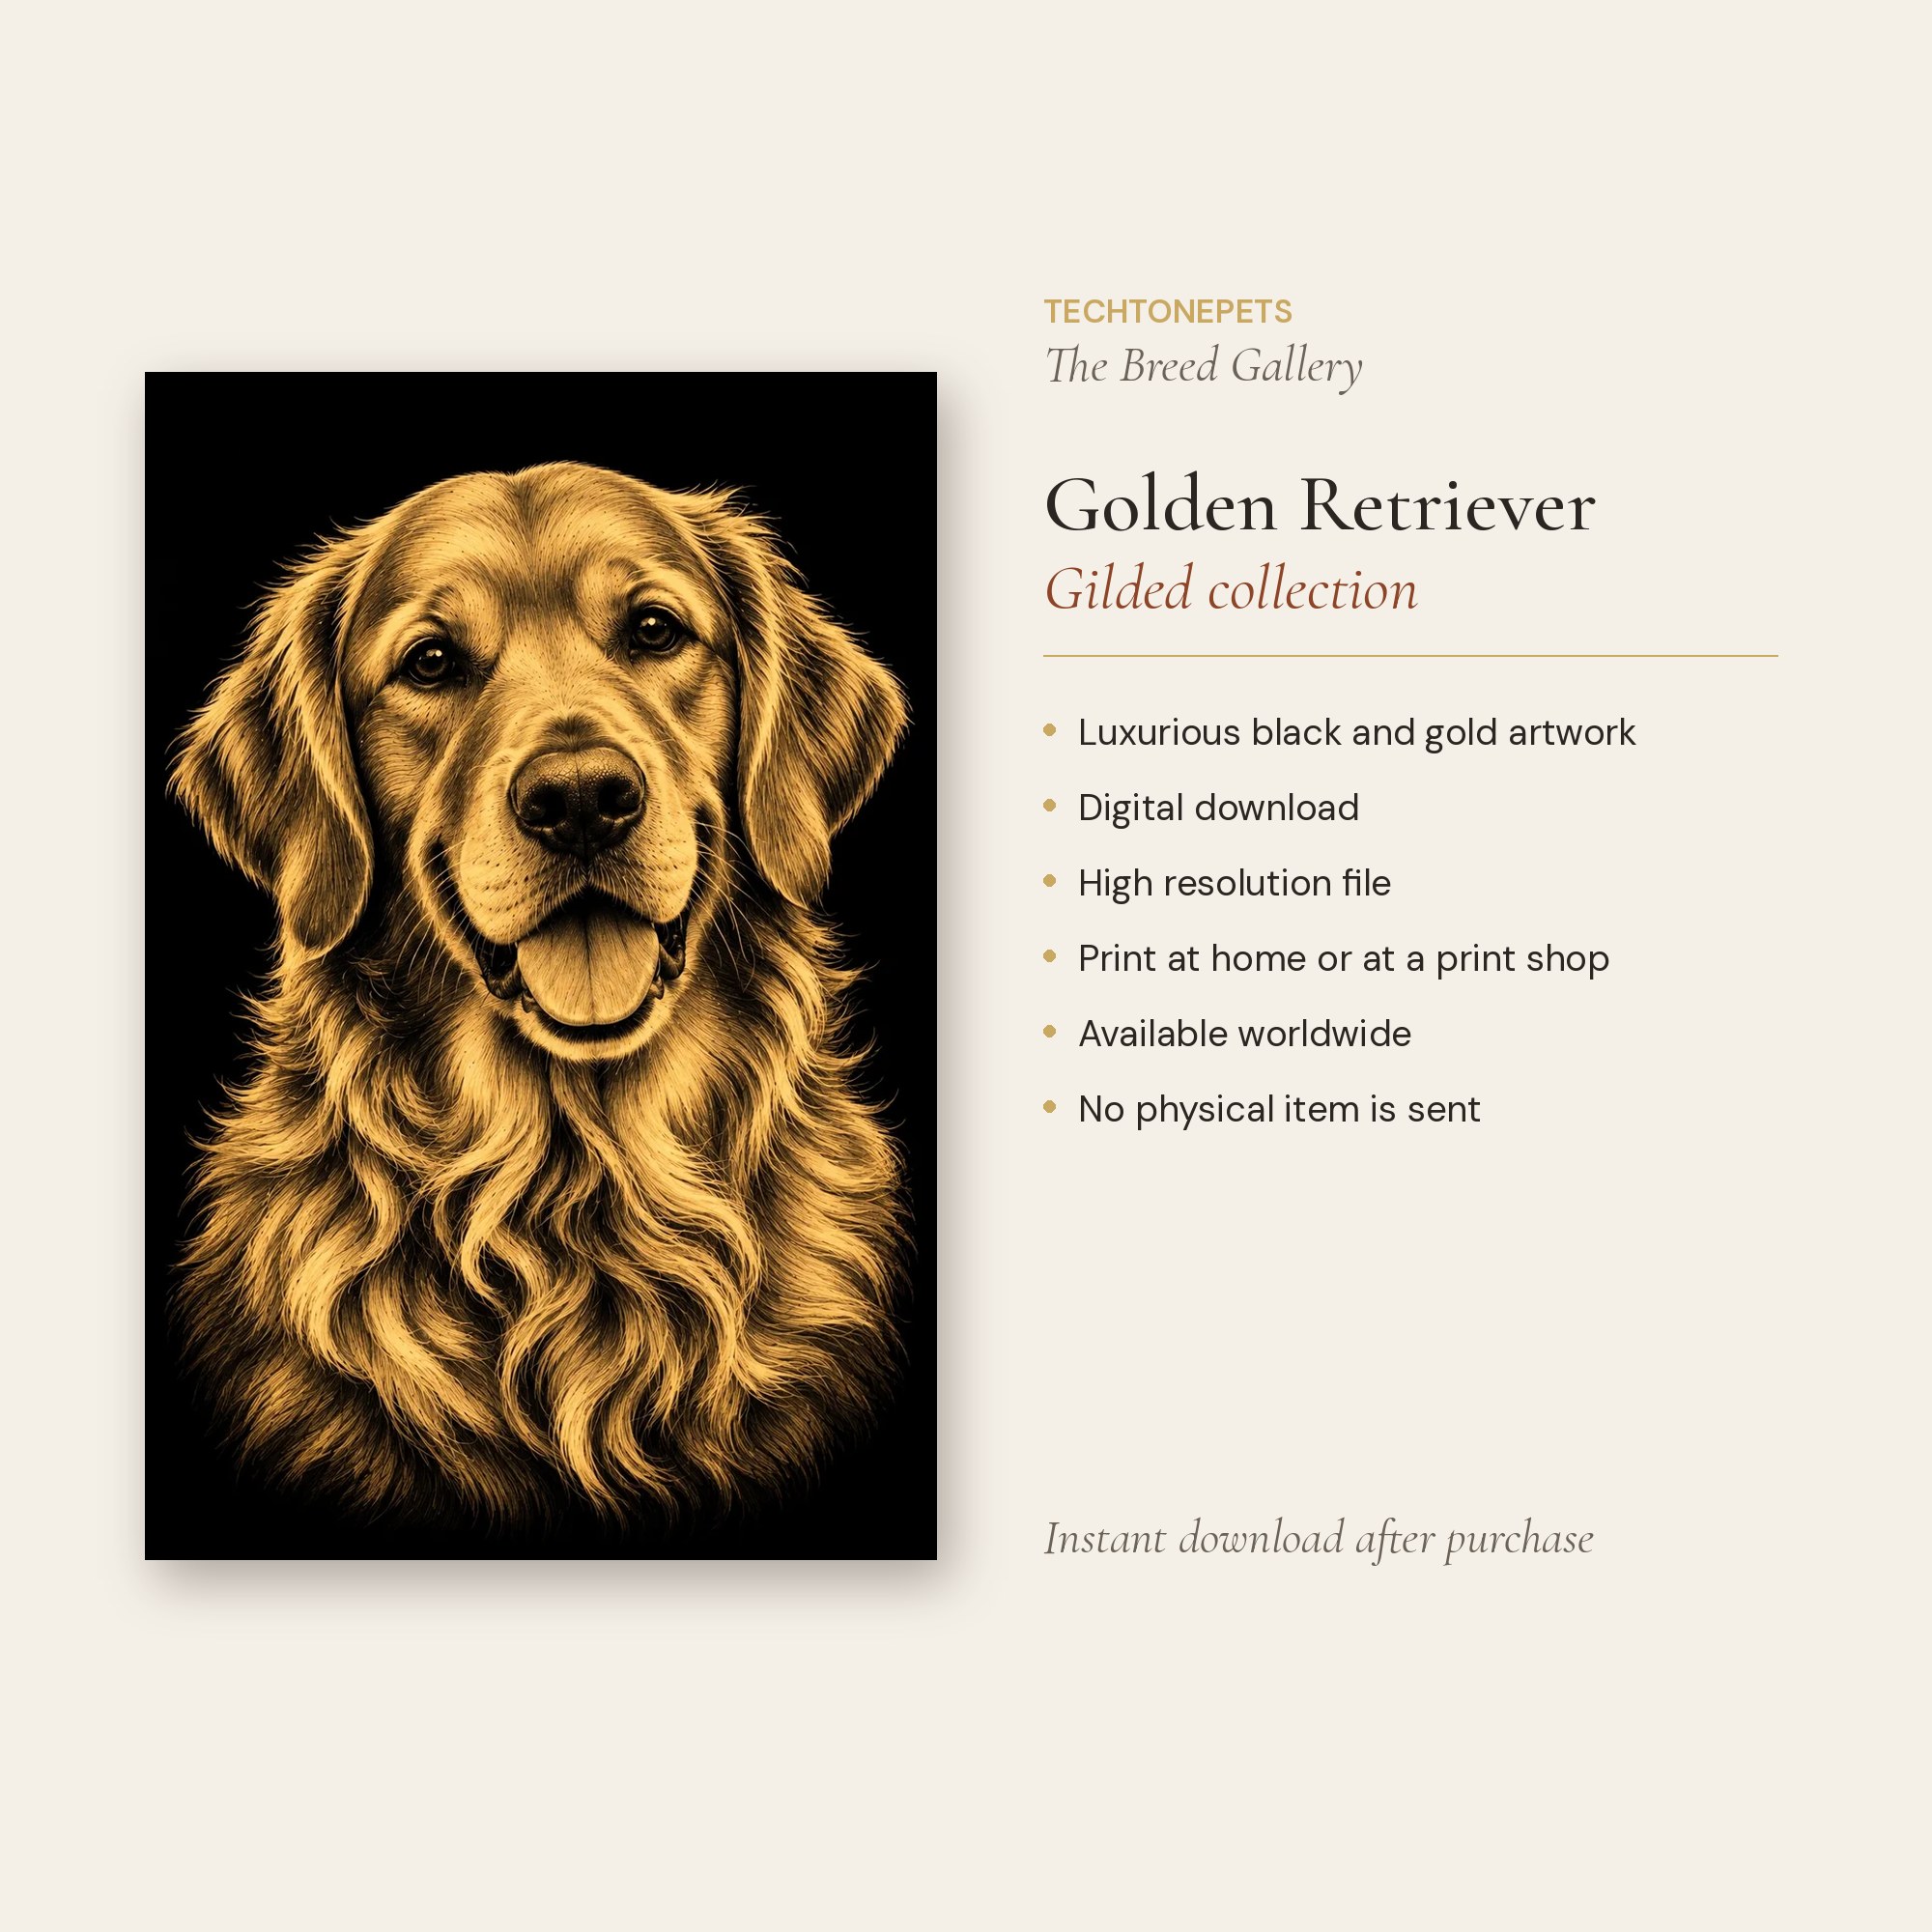 TECHTONEPETS
The Breed Gallery
Golden Retriever
Gilded collection
Luxurious black and gold artwork
Digital download
High resolution file
Print at home or at a print shop
Available worldwide
No physical item is sent
Instant download after purchase